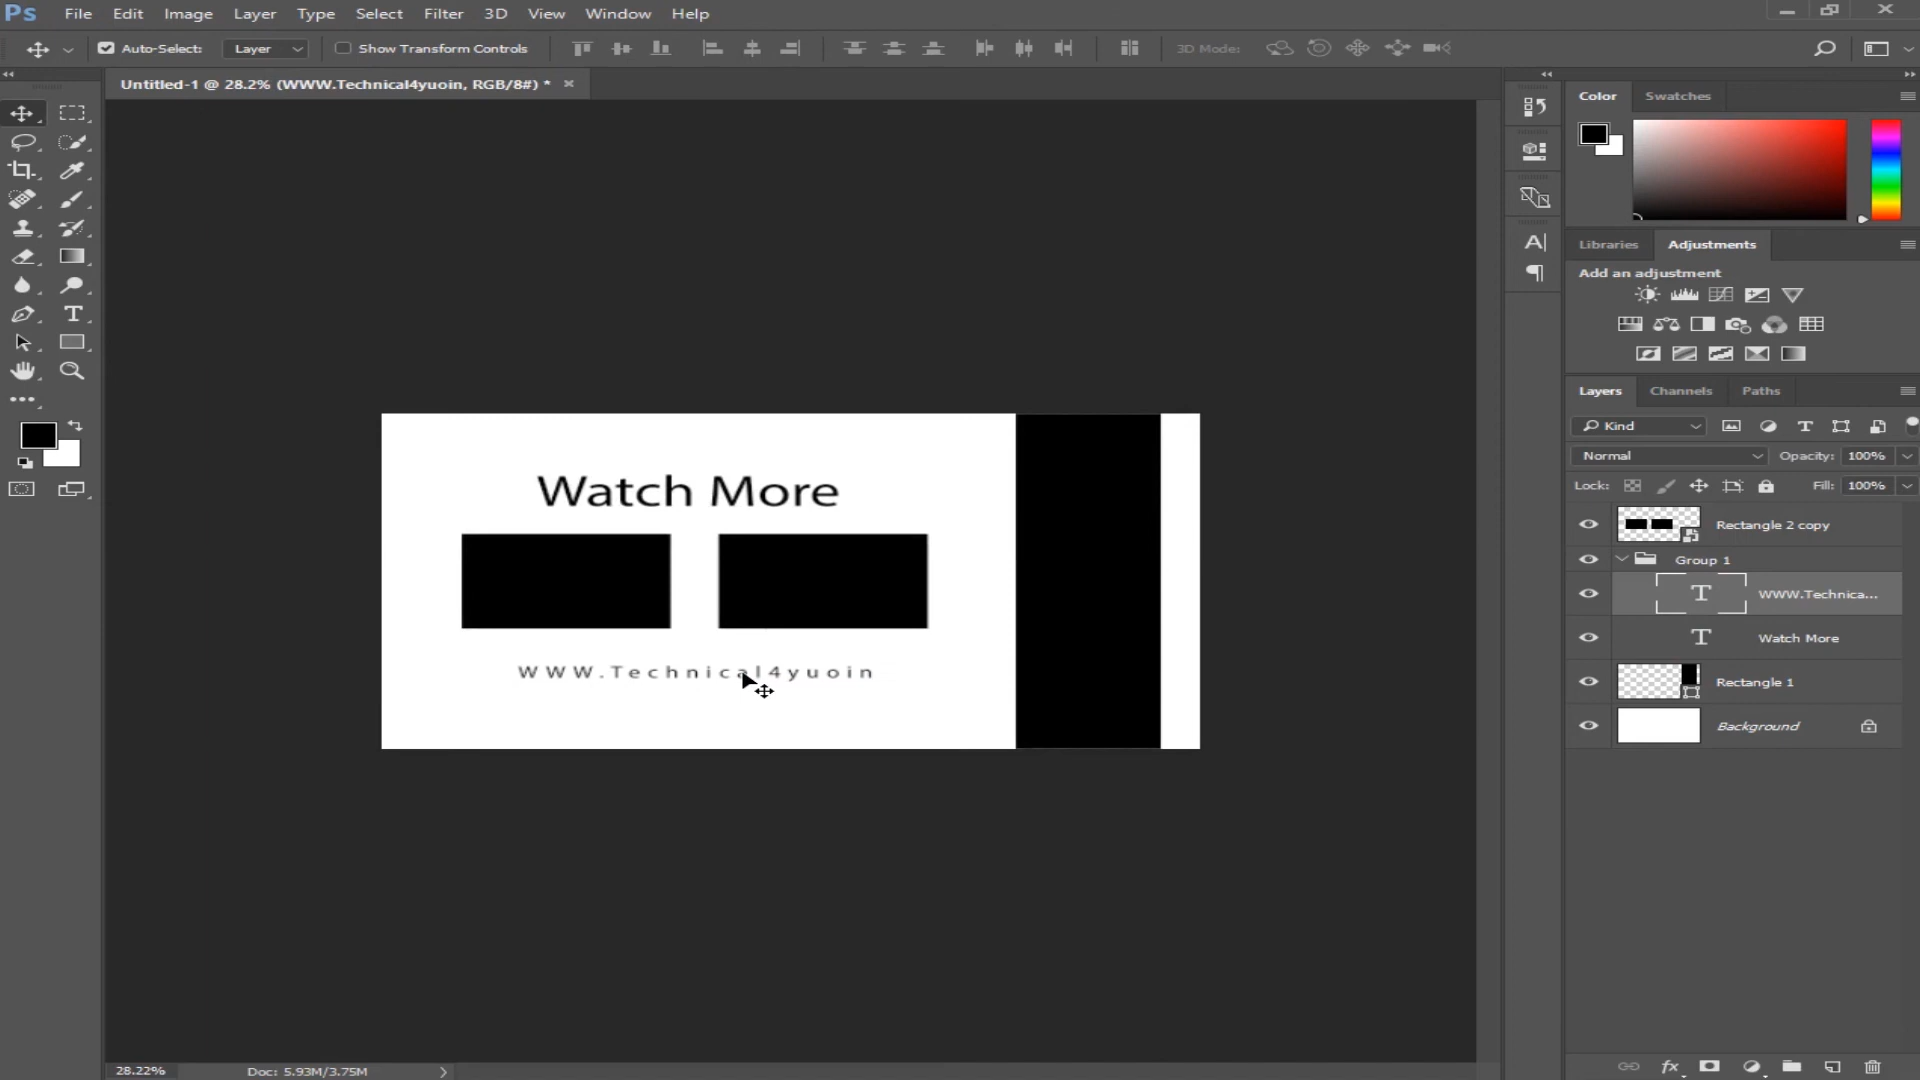 Ps File Edit Image Layer Type Select Filter 3D View Window Help
Auto-Select: Layer Show Transform Controls 3D Mode:
Untitled-1 @ 28.2% (WWW.Technical4yuoin, RGB/8#) *
Color Swatches
Libraries Adjustments
Add an adjustment
Layers Channels Paths
Kind
Normal Opacity: 100%
Lock: Fill: 100%
Rectangle 2 copy
Group 1
WWW.Technica...
Watch More
Rectangle 1
Background
Watch More
WWW.Technical4yuoin
28.22% Doc: 5.93M/3.75M